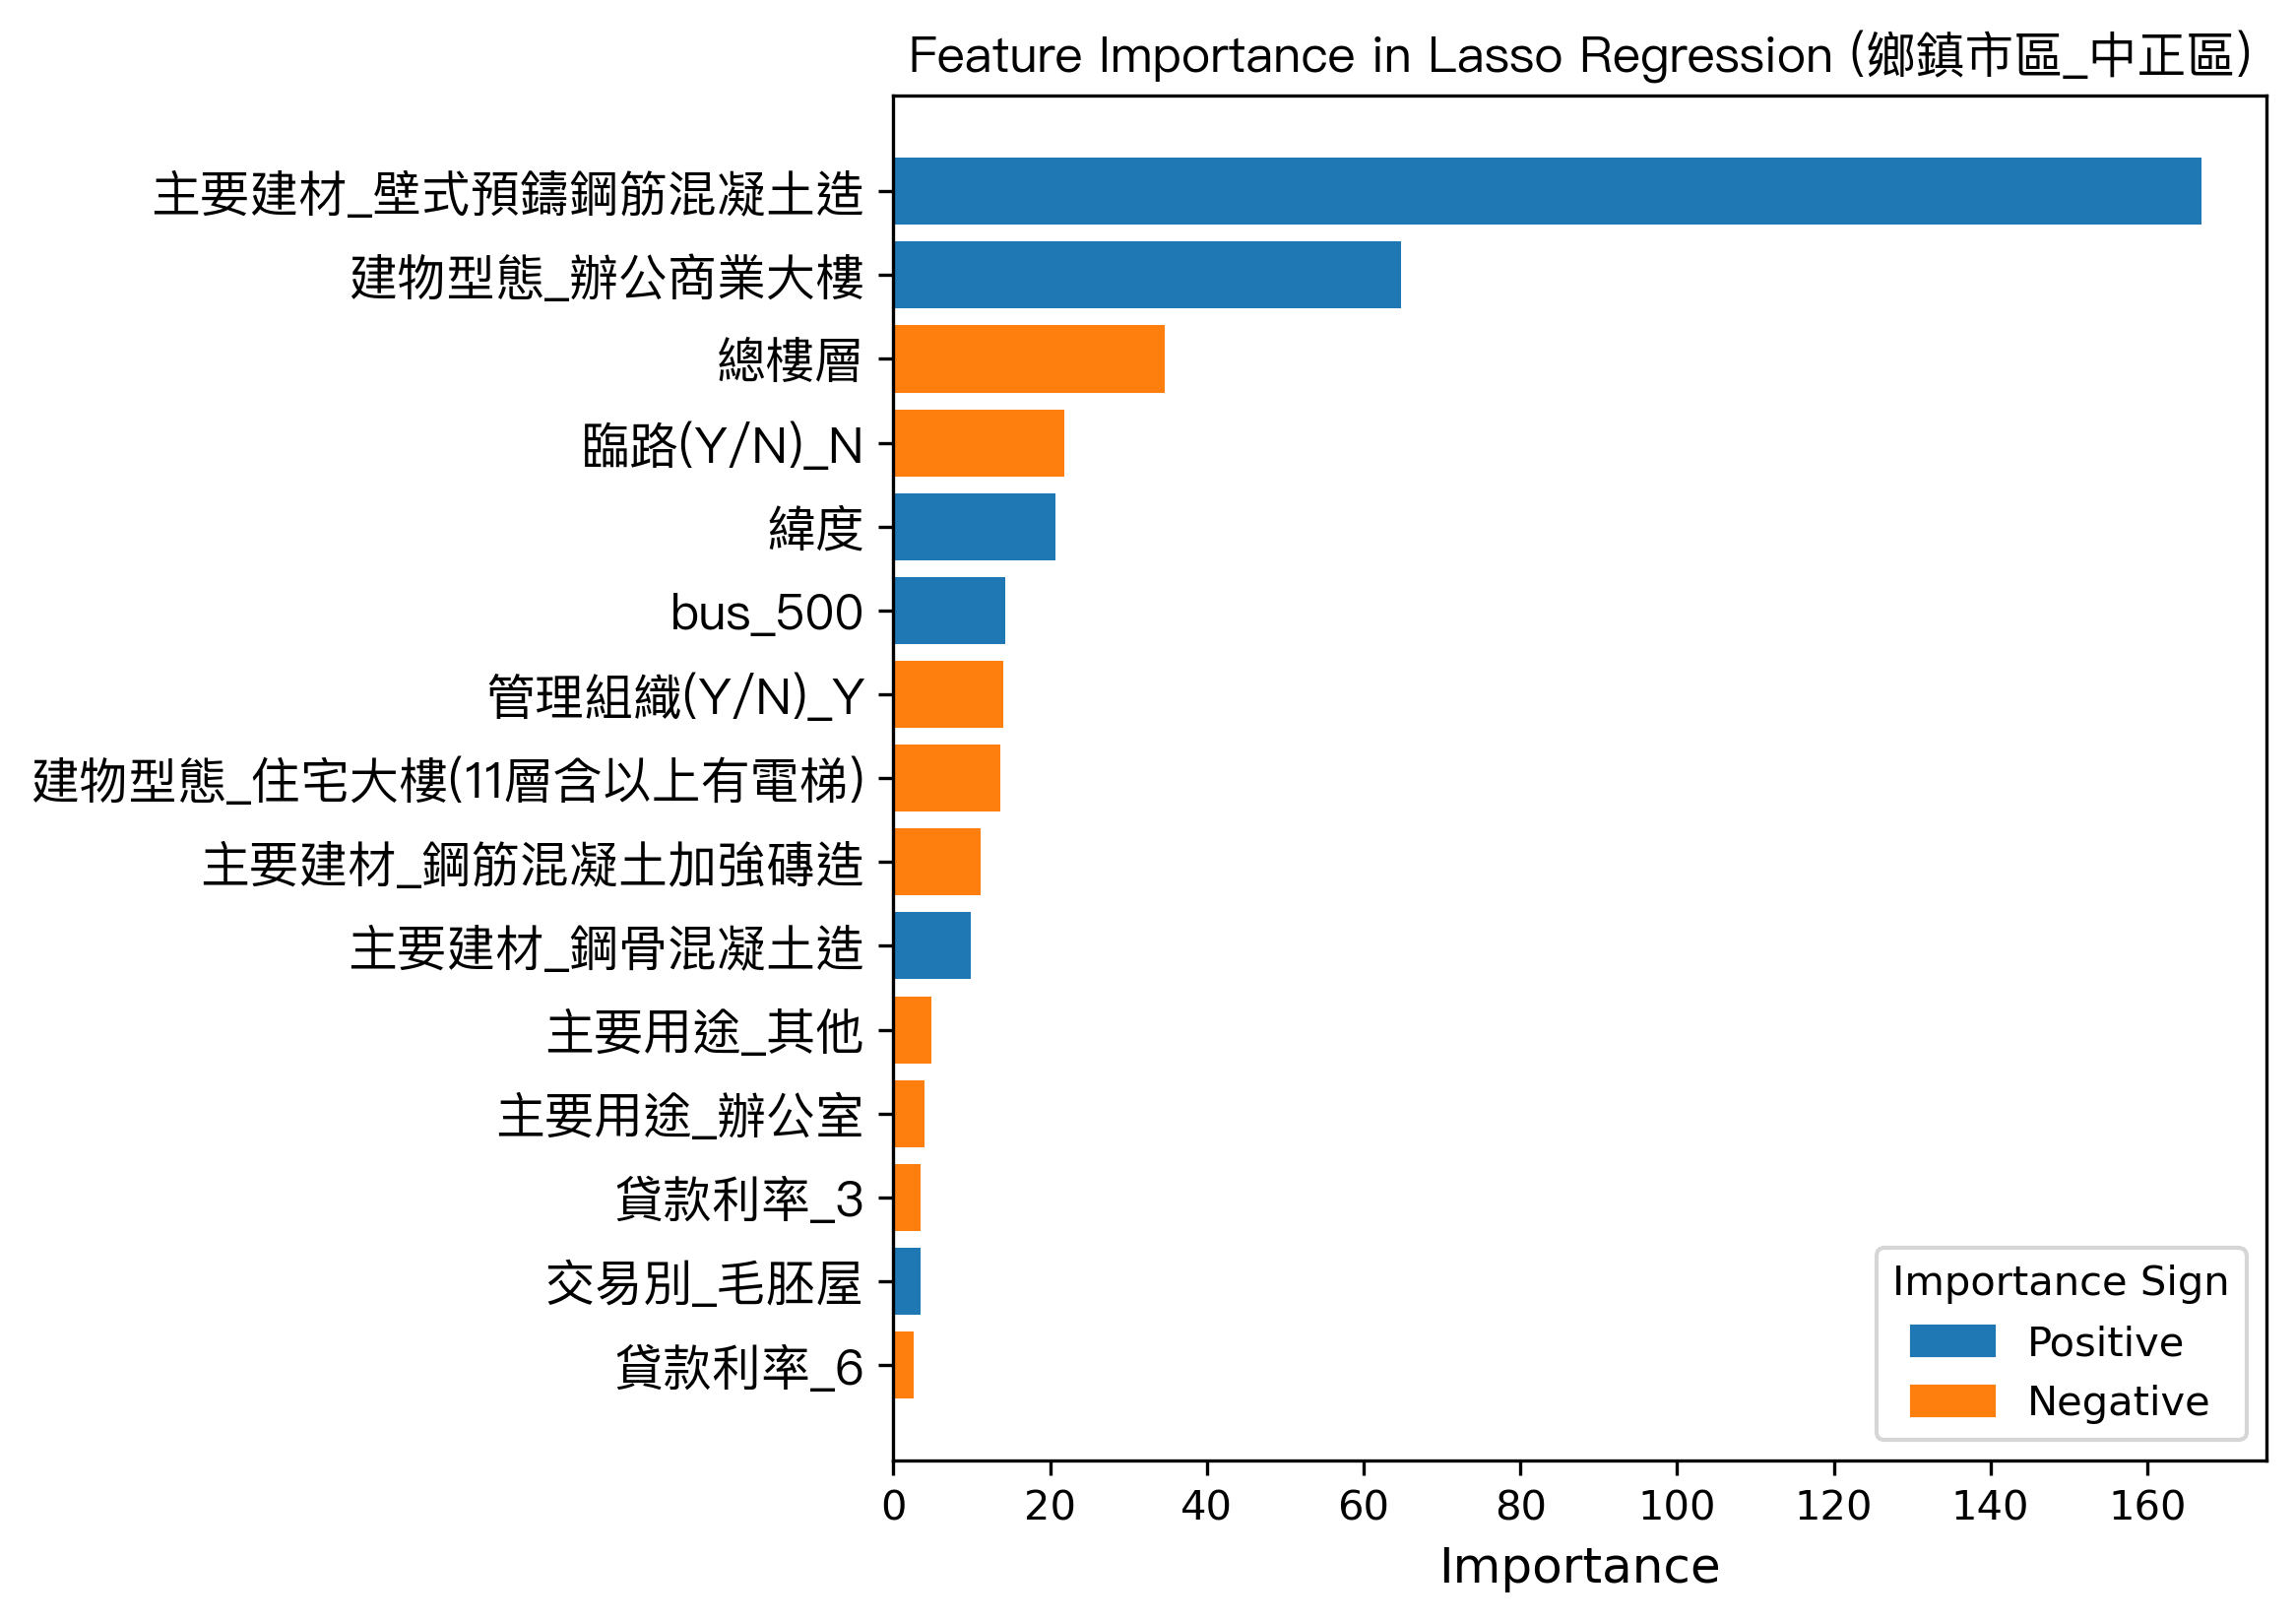 Feature Importance in Lasso Regression (鄉鎮市區_中正區)
主要建材_壁式預鑄鋼筋混凝土造
建物型態_辦公商業大樓
總樓層
臨路(Y/N)_N
緯度
bus_500
管理組織(Y/N)_Y
建物型態_住宅大樓(11層含以上有電梯)
主要建材_鋼筋混凝土加強磚造
主要建材_鋼骨混凝土造
主要用途_其他
主要用途_辦公室
貸款利率_3
交易別_毛胚屋
貸款利率_6
Importance Sign
Positive
Negative
0 20 40 60 80 100 120 140 160
Importance